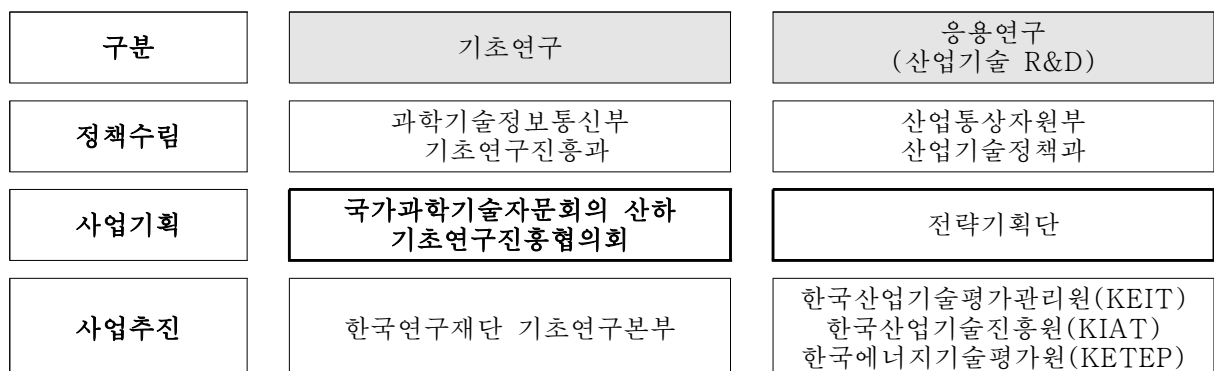 구분
기초연구
응용연구
(산업기술 R&D)
정책수립
과학기술정보통신부
기초연구진흥과
산업통상자원부
산업기술정책과
사업기획
국가과학기술자문회의 산하
기초연구진흥협의회
전략기획단
사업추진
한국연구재단 기초연구본부
한국산업기술평가관리원(KEIT)
한국산업기술진흥원(KIAT)
한국에너지기술평가원(KETEP)